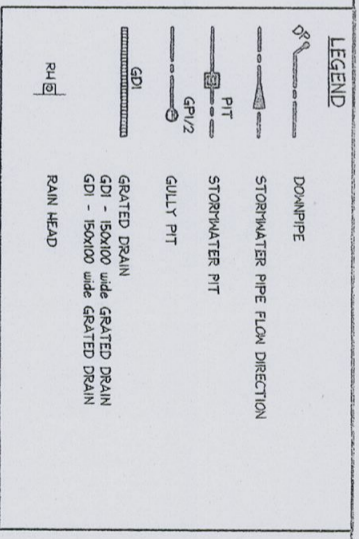 LEGEND
DP9 DOWNPIPE
STORMWATER PIPE FLOW DIRECTION
PIT STORMWATER PIT
GP1/2 GULLY PIT
GD1 GRATED DRAIN
GD1 - 150x100 wide GRATED DRAIN
GD1 - 150x100 wide GRATED DRAIN
RH RAIN HEAD